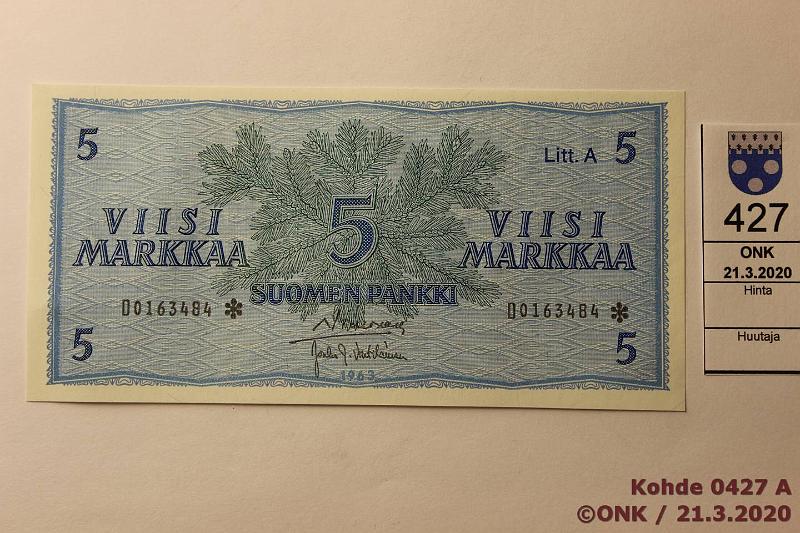 5
Litt. A 5
VIISI MARKKAA
5
VIISI MARKKAA
SUOMEN PANKKI
D0163484 *
D0163484 *
5
1963
5
427
ONK
21.3.2020
Hinta
Huutaja
Kohde 0427 A
©ONK / 21.3.2020